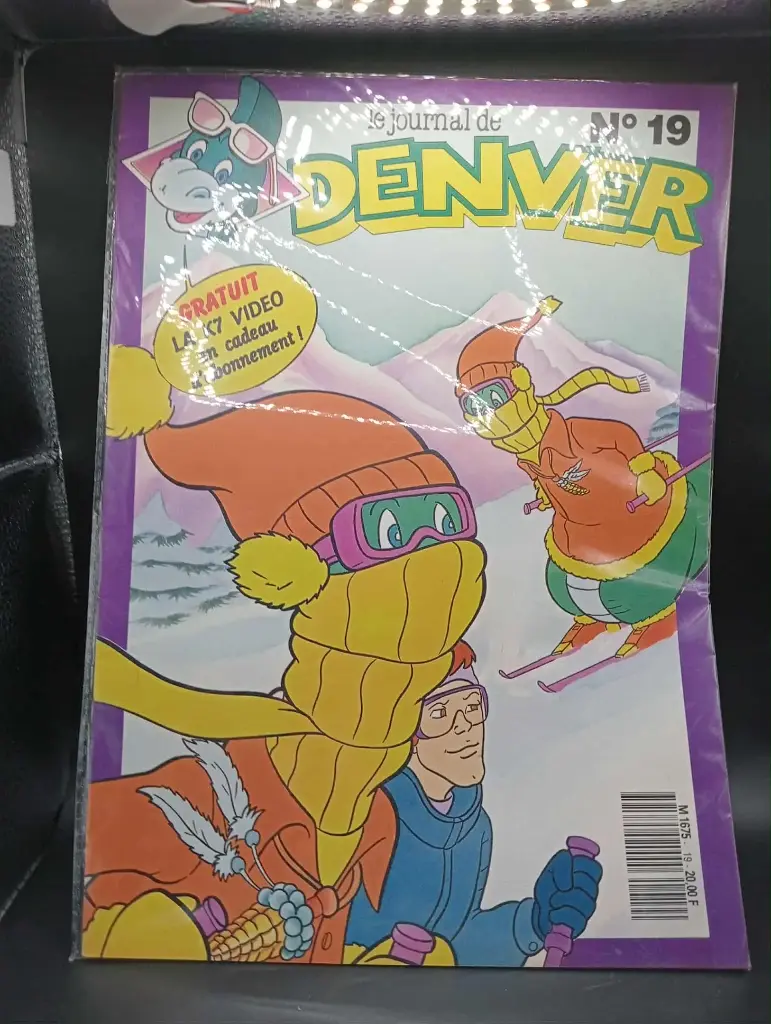 le journal de
N° 19
DENVER
GRATUIT
LA K7 VIDEO
en cadeau
d'abonnement !
M 1675 - 19 - 20,00 F